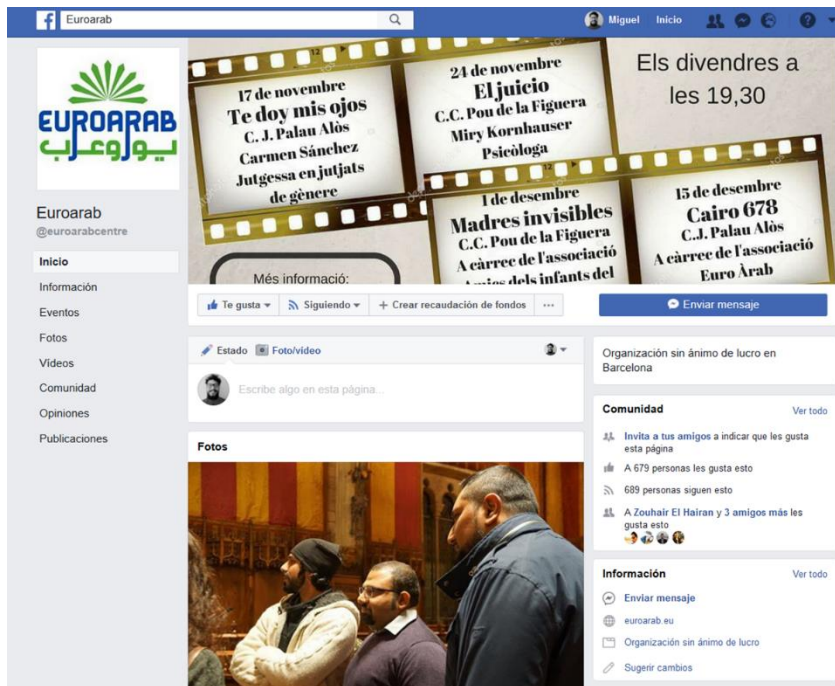 Euroarab
Miguel Inicio
EUROARAB
17 de novembre
Te doy mis ojos
C. J. Palau Alòs
Carmen Sánchez
Jutgessa en jutjats
de gènere
24 de novembre
El juicio
C.C. Pou de la Figuera
Miry Kornhauser
Psicòloga
Els divendres a
les 19,30
1 de desembre
Madres invisibles
C.C. Pou de la Figuera
A càrrec de l'associació
Amics dels infants del
15 de desembre
Cairo 678
C.J. Palau Alòs
A càrrec de l'associació
Euro Àrab
Més informació:
Euroarab
@euroarabcentre
Inicio
Información
Eventos
Fotos
Vídeos
Comunidad
Opiniones
Publicaciones
Te gusta Siguiendo + Crear recaudación de fondos ...
Enviar mensaje
Estado Foto/vídeo
Escribe algo en esta página...
Fotos
Organización sin ánimo de lucro en
Barcelona
Comunidad Ver todo
Invita a tus amigos a indicar que les gusta
esta página
A 679 personas les gusta esto
689 personas siguen esto
A Zouhair El Hairan y 3 amigos más les
gusta esto
Información Ver todo
Enviar mensaje
euroarab.eu
Organización sin ánimo de lucro
Sugerir cambios